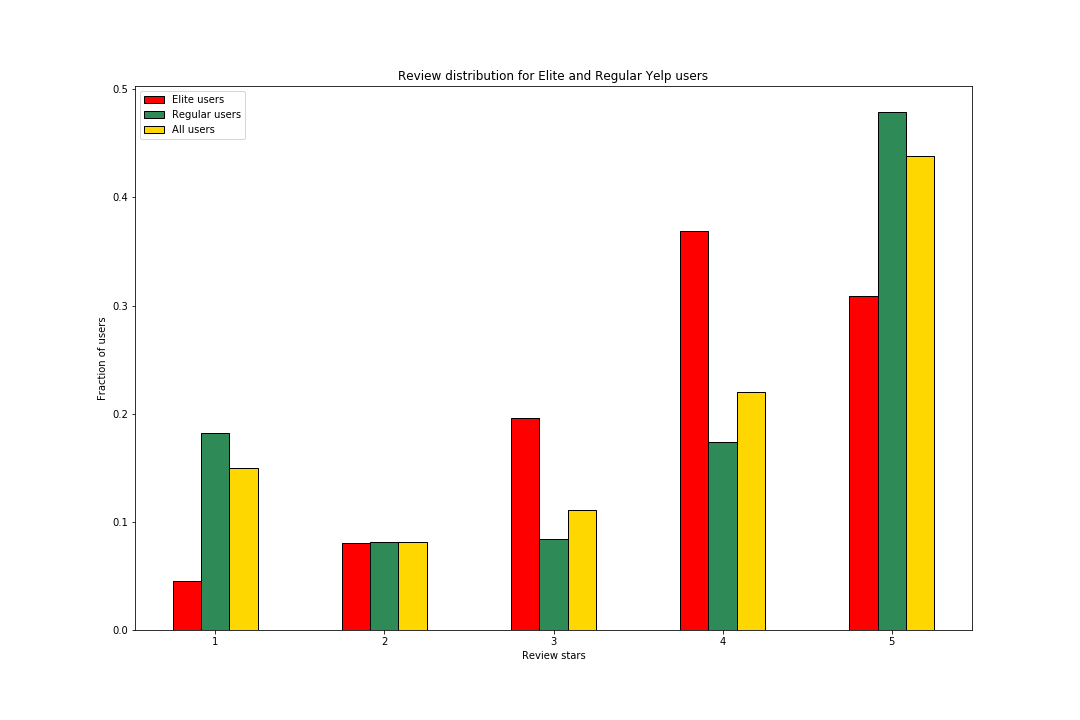 Review distribution for Elite and Regular Yelp users
Elite users
Regular users
All users
0.5
0.4
0.3
0.2
0.1
0.0
Fraction of users
1 2 3 4 5
Review stars